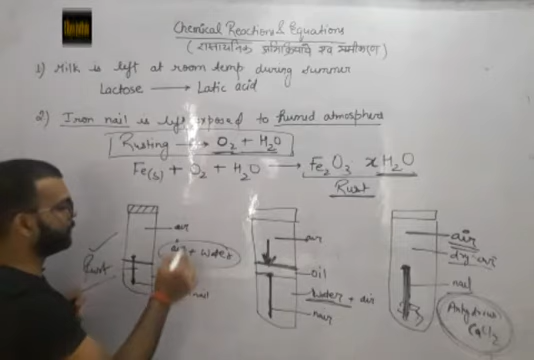 Chemical Reactions & Equations
(रासायनिक अभिक्रियाएँ एवं समीकरण)
1) Milk is left at room temp during summer
Lactose → Latic acid
2) Iron nail is left exposed to humid atmosphere
Rusting → O₂ + H₂O
Fe(s) + O₂ + H₂O → Fe₂O₃ xH₂O
Rust
air
air + water
Rust
nail
air
oil
water + air
nail
air
dry air
nail
Anhydrous
CaCl₂